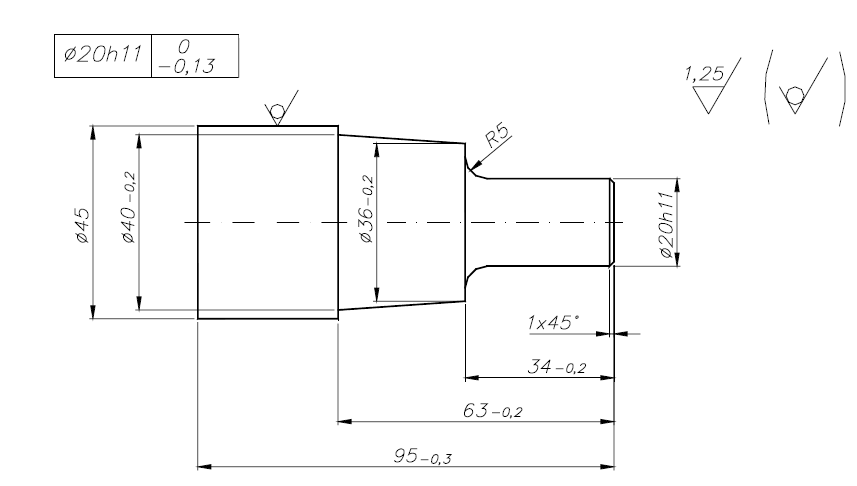 ø20h11
0
-0,13
1,25
R5
ø45
ø40-0,2
ø36-0,2
ø20h11
1x45°
34-0,2
63-0,2
95-0,3